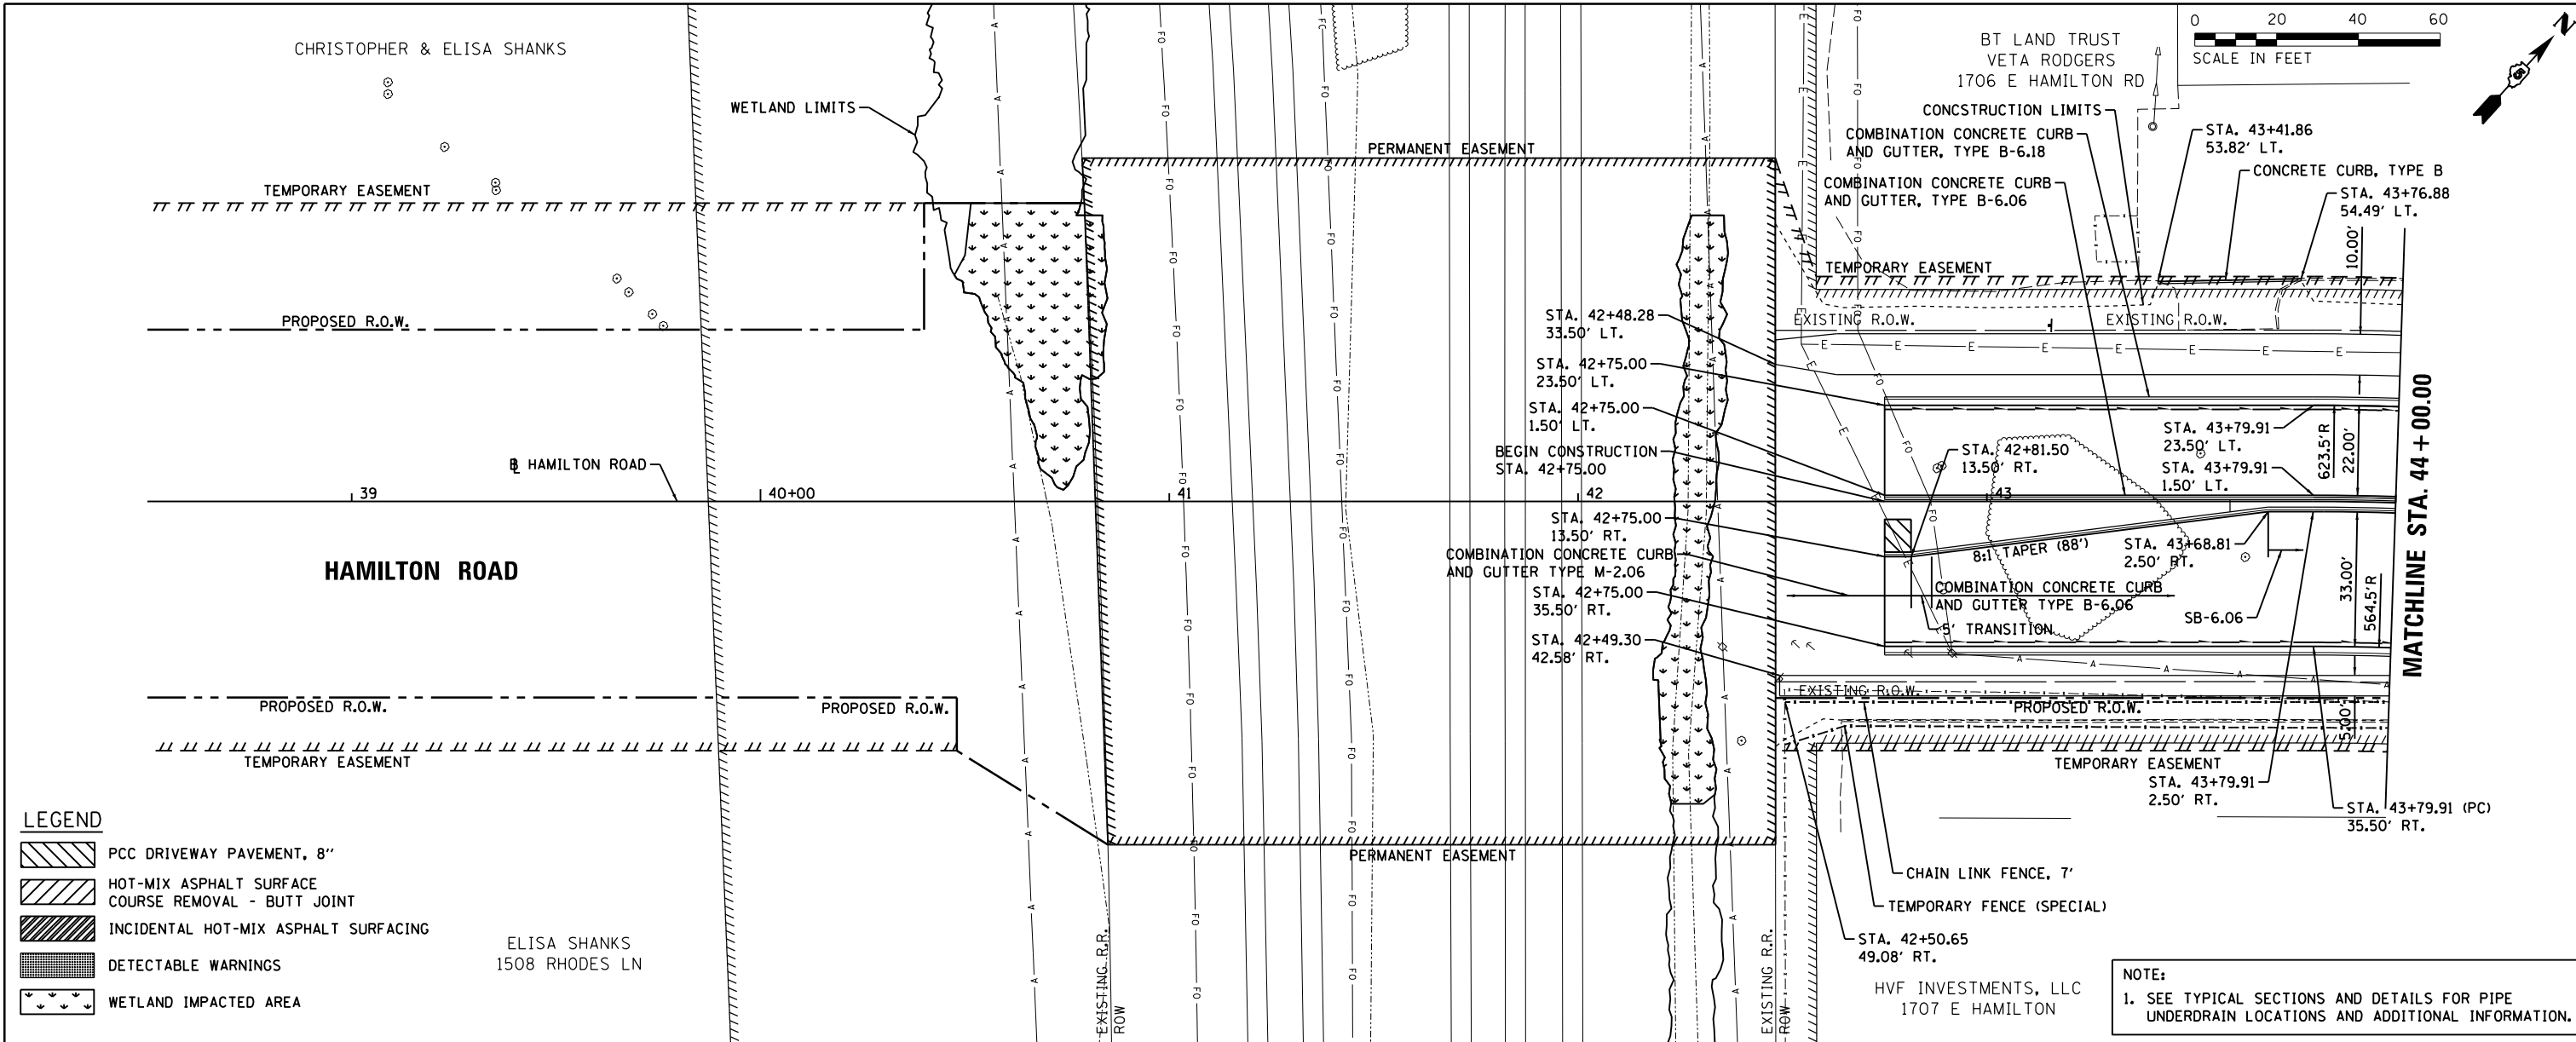 CHRISTOPHER & ELISA SHANKS
WETLAND LIMITS
TEMPORARY EASEMENT
PROPOSED R.O.W.
BL HAMILTON ROAD
39
40+00
41
42
43
HAMILTON ROAD
PROPOSED R.O.W.
PROPOSED R.O.W.
TEMPORARY EASEMENT
PERMANENT EASEMENT
PERMANENT EASEMENT
EXISTING R.R.
ROW
EXISTING R.R.
ROW
BT LAND TRUST
VETA RODGERS
1706 E HAMILTON RD
0 20 40 60
SCALE IN FEET
N
CONCSTRUCTION LIMITS
COMBINATION CONCRETE CURB
AND GUTTER, TYPE B-6.18
COMBINATION CONCRETE CURB
AND GUTTER, TYPE B-6.06
STA. 43+41.86
53.82' LT.
CONCRETE CURB, TYPE B
STA. 43+76.88
54.49' LT.
10.00'
TEMPORARY EASEMENT
EXISTING R.O.W.
EXISTING R.O.W.
STA. 42+48.28
33.50' LT.
STA. 42+75.00
23.50' LT.
STA. 42+75.00
1.50' LT.
BEGIN CONSTRUCTION
STA. 42+75.00
STA. 42+75.00
13.50' RT.
COMBINATION CONCRETE CURB
AND GUTTER TYPE M-2.06
STA. 42+75.00
35.50' RT.
STA. 42+49.30
42.58' RT.
STA. 42+81.50
13.50' RT.
STA. 43+79.91
23.50' LT.
STA. 43+79.91
1.50' LT.
623.5'R
22.00'
8:1 TAPER (88')
STA. 43+68.81
2.50' RT.
COMBINATION CONCRETE CURB
AND GUTTER TYPE B-6.06
5' TRANSITION
SB-6.06
33.00'
564.5'R
MATCHLINE STA. 44+00.00
EXISTING R.O.W.
PROPOSED R.O.W.
5.00'
TEMPORARY EASEMENT
STA. 43+79.91
2.50' RT.
STA. 43+79.91 (PC)
35.50' RT.
CHAIN LINK FENCE, 7'
TEMPORARY FENCE (SPECIAL)
STA. 42+50.65
49.08' RT.
HVF INVESTMENTS, LLC
1707 E HAMILTON
LEGEND
PCC DRIVEWAY PAVEMENT, 8''
HOT-MIX ASPHALT SURFACE
COURSE REMOVAL - BUTT JOINT
INCIDENTAL HOT-MIX ASPHALT SURFACING
DETECTABLE WARNINGS
WETLAND IMPACTED AREA
ELISA SHANKS
1508 RHODES LN
NOTE:
1. SEE TYPICAL SECTIONS AND DETAILS FOR PIPE
UNDERDRAIN LOCATIONS AND ADDITIONAL INFORMATION.